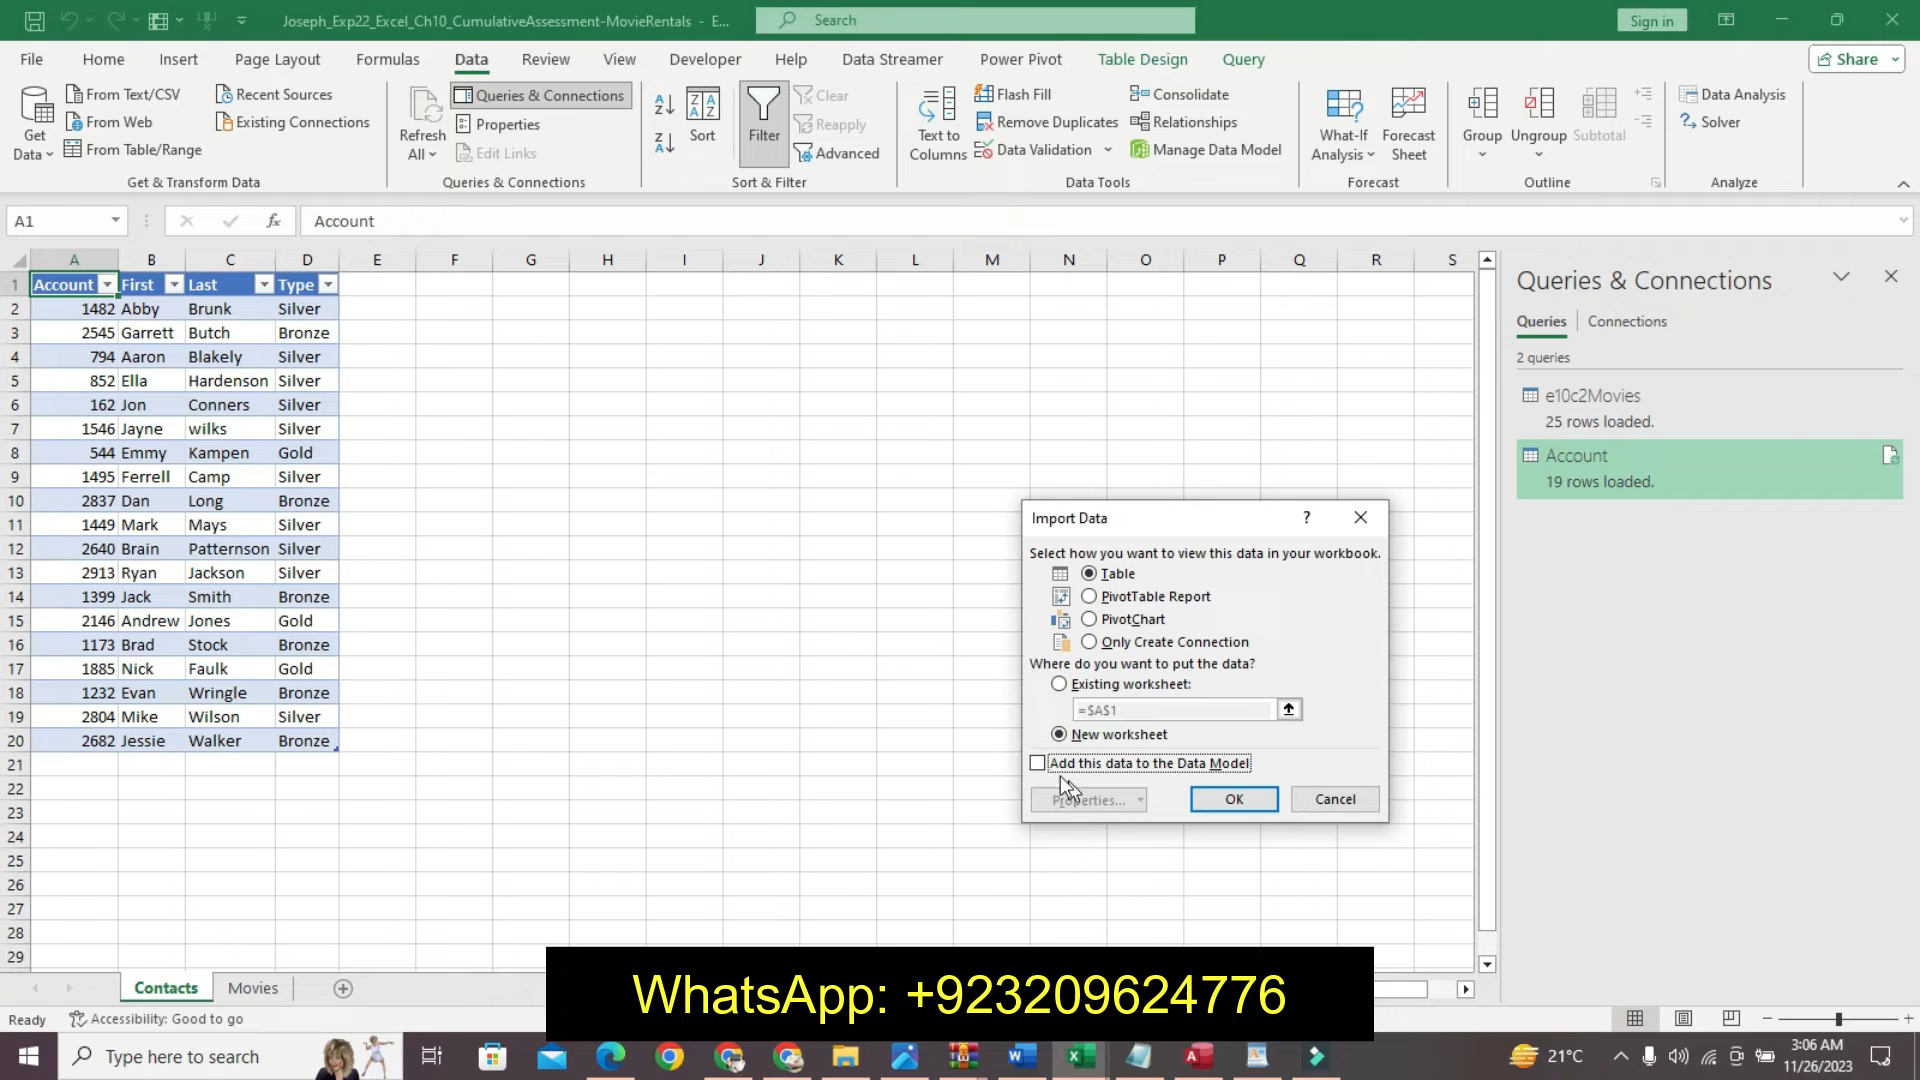 Joseph_Exp22_Excel_Ch10_CumulativeAssessment-MovieRentals - E...
Search
Sign in
File Home Insert Page Layout Formulas Data Review View Developer Help Data Streamer Power Pivot Table Design Query
Share
Get Data
From Text/CSV
From Web
From Table/Range
Recent Sources
Existing Connections
Get & Transform Data
Refresh All
Queries & Connections
Properties
Edit Links
Queries & Connections
Sort
Filter
Clear
Reapply
Advanced
Sort & Filter
Text to Columns
Flash Fill
Remove Duplicates
Data Validation
Consolidate
Relationships
Manage Data Model
Data Tools
What-If Analysis
Forecast Sheet
Forecast
Group
Ungroup
Subtotal
Outline
Data Analysis
Solver
Analyze
A1
fx
Account
A B C D E F G H I J K L M N O P Q R S
1 Account First Last Type
2 1482 Abby Brunk Silver
3 2545 Garrett Butch Bronze
4 794 Aaron Blakely Silver
5 852 Ella Hardenson Silver
6 162 Jon Conners Silver
7 1546 Jayne wilks Silver
8 544 Emmy Kampen Gold
9 1495 Ferrell Camp Silver
10 2837 Dan Long Bronze
11 1449 Mark Mays Silver
12 2640 Brain Patternson Silver
13 2913 Ryan Jackson Silver
14 1399 Jack Smith Bronze
15 2146 Andrew Jones Gold
16 1173 Brad Stock Bronze
17 1885 Nick Faulk Gold
18 1232 Evan Wringle Bronze
19 2804 Mike Wilson Silver
20 2682 Jessie Walker Bronze
21
22
23
24
25
26
27
28
29
Import Data
?
Select how you want to view this data in your workbook.
Table
PivotTable Report
PivotChart
Only Create Connection
Where do you want to put the data?
Existing worksheet:
=$A$1
New worksheet
Add this data to the Data Model
Properties...
OK
Cancel
Queries & Connections
Queries | Connections
2 queries
e10c2Movies
25 rows loaded.
Account
19 rows loaded.
Contacts
Movies
WhatsApp: +923209624776
Ready
Accessibility: Good to go
Type here to search
21°C
3:06 AM
11/26/2023